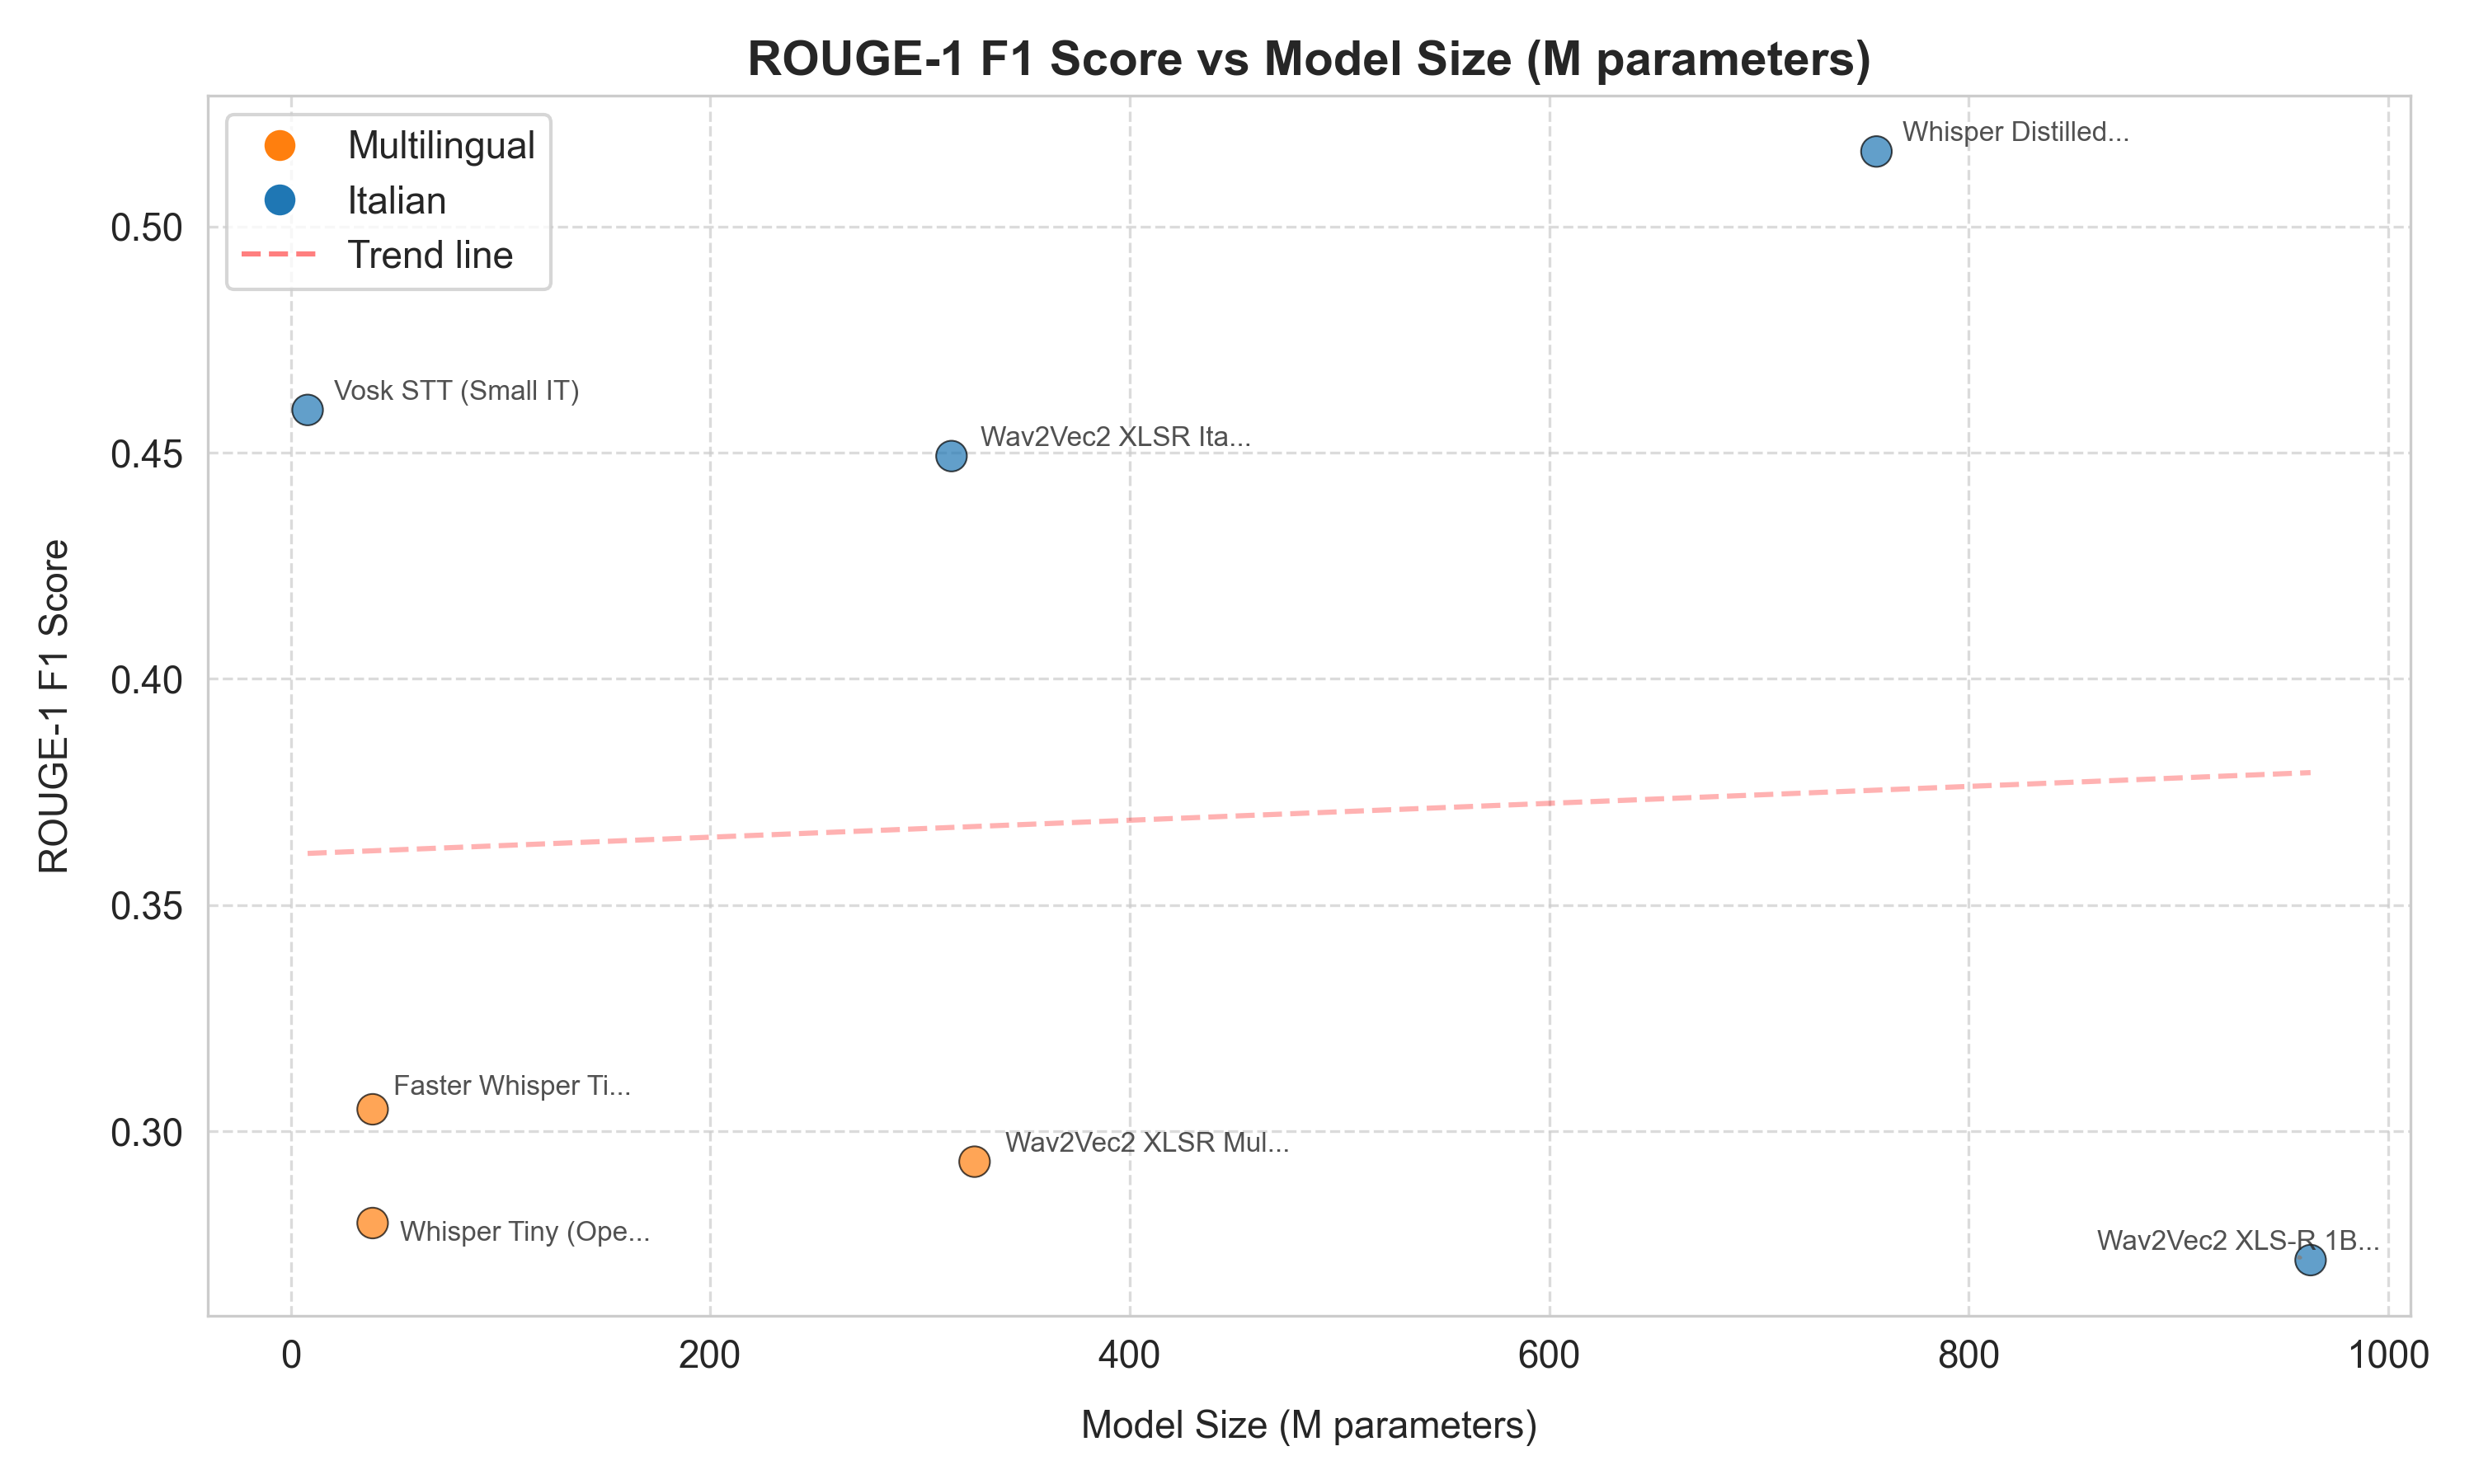 ROUGE-1 F1 Score vs Model Size (M parameters)
Multilingual
Italian
Trend line
Whisper Distilled...
Vosk STT (Small IT)
Wav2Vec2 XLSR Ita...
Faster Whisper Ti...
Wav2Vec2 XLSR Mul...
Whisper Tiny (Ope...
Wav2Vec2 XLS-R 1B...
ROUGE-1 F1 Score
0.50
0.45
0.40
0.35
0.30
0 200 400 600 800 1000
Model Size (M parameters)